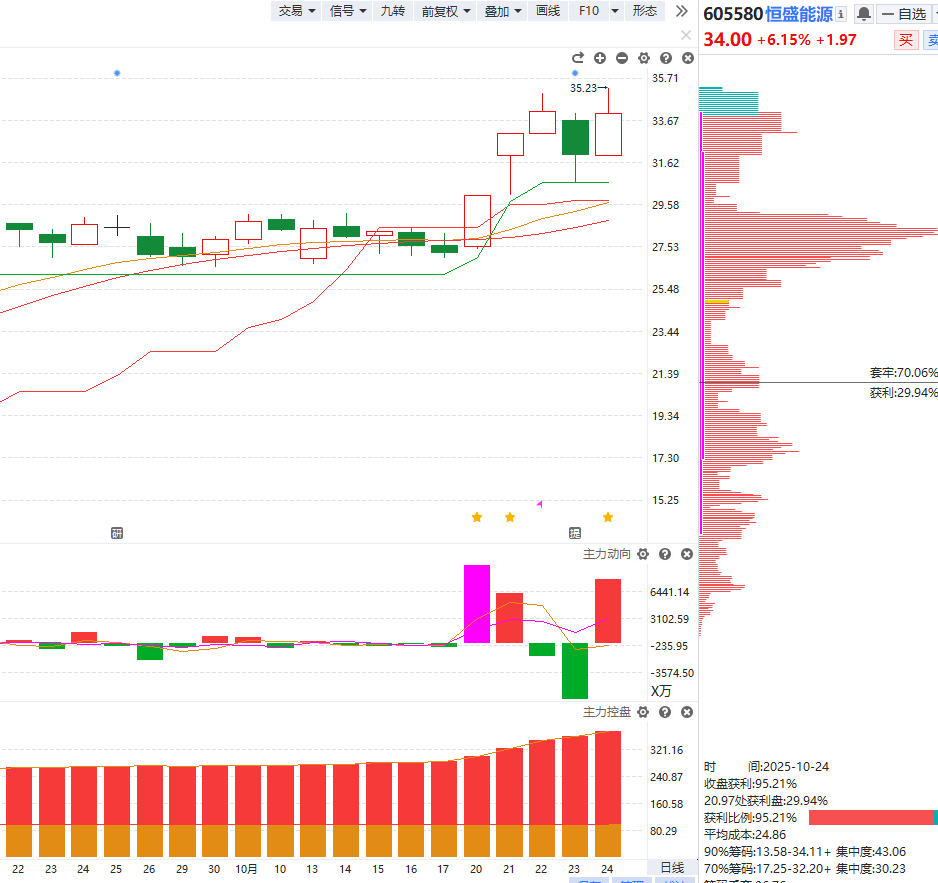 交易 信号 九转 前复权 叠加 画线 F10 形态
605580恒盛能源 自选
34.00 +6.15% +1.97 买
35.23
35.71
33.67
31.62
29.58
27.53
25.48
23.44
21.39
19.34
17.30
15.25
套牢:70.06%
获利:29.94%
研 提
主力动向
6441.14
3102.59
-235.95
-3574.50
X万
主力控盘
321.16
240.87
160.58
80.29
22 23 24 25 26 29 30 10月 10 13 14 15 16 17 20 21 22 23 24 日线
时 间:2025-10-24
收盘获利:95.21%
20.97处获利盘:29.94%
获利比例:95.21%
平均成本:24.86
90%筹码:13.58-34.11+ 集中度:43.06
70%筹码:17.25-32.20+ 集中度:30.23